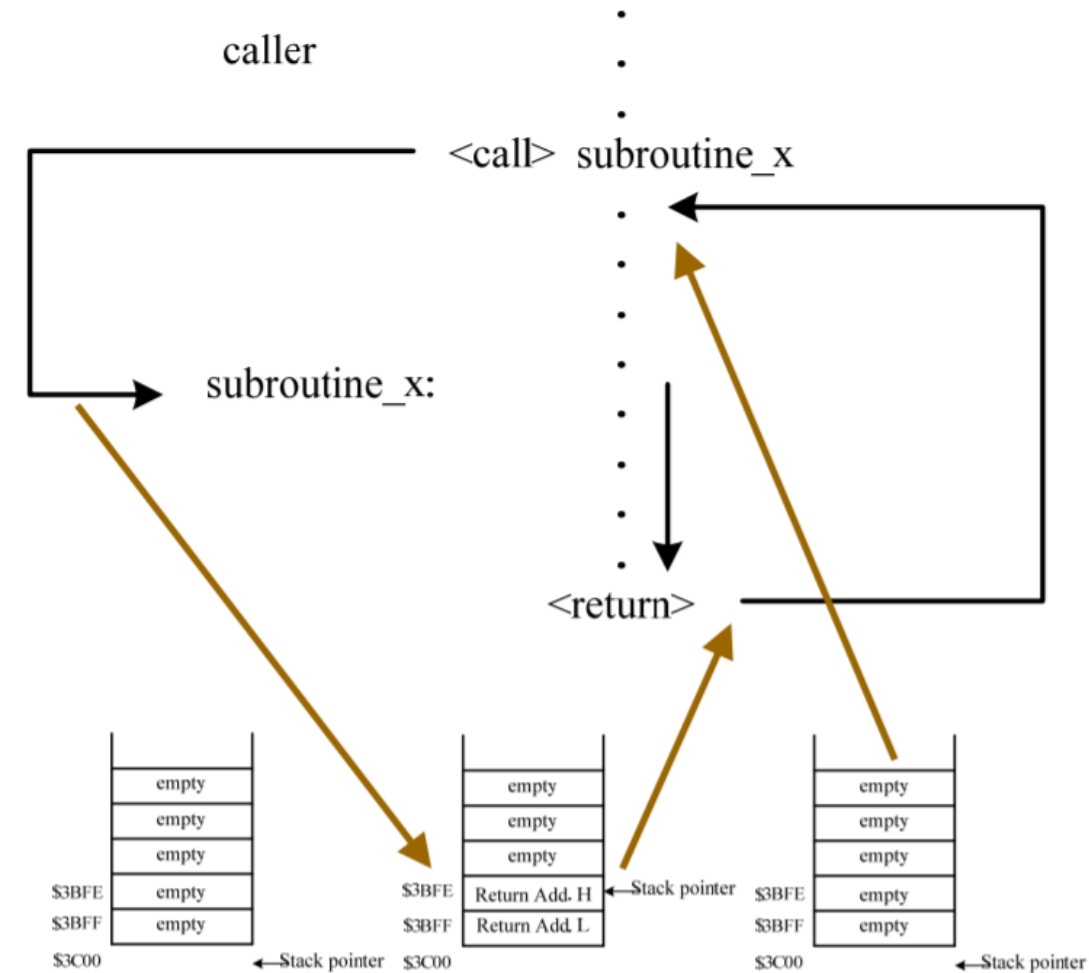 caller
<call> subroutine_x
subroutine_x:
<return>
empty
empty
empty
$3BFE empty
$3BFF empty
$3C00 Stack pointer
empty
empty
empty
$3BFE Return Add. H Stack pointer
$3BFF Return Add. L
$3C00
empty
empty
empty
$3BFE empty
$3BFF empty
$3C00 Stack pointer